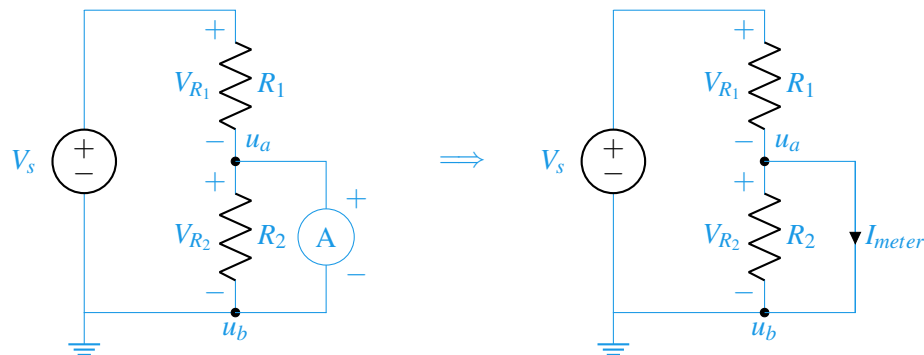 + +
V_{R_1} R_1 V_{R_1} R_1
− u_a − u_a
V_s + − ⟹ V_s + −
+ + +
V_{R_2} R_2 A V_{R_2} R_2 I_{meter}
− − −
u_b u_b